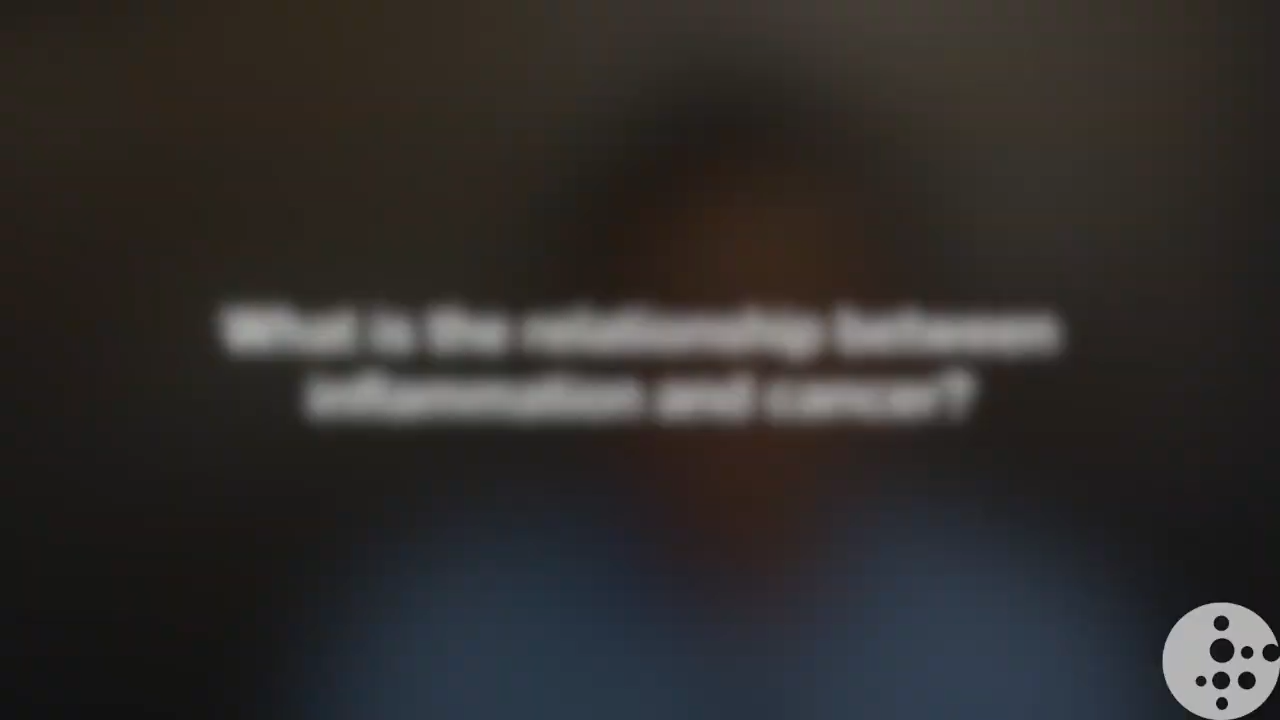 What is the relationship between
inflammation and cancer?